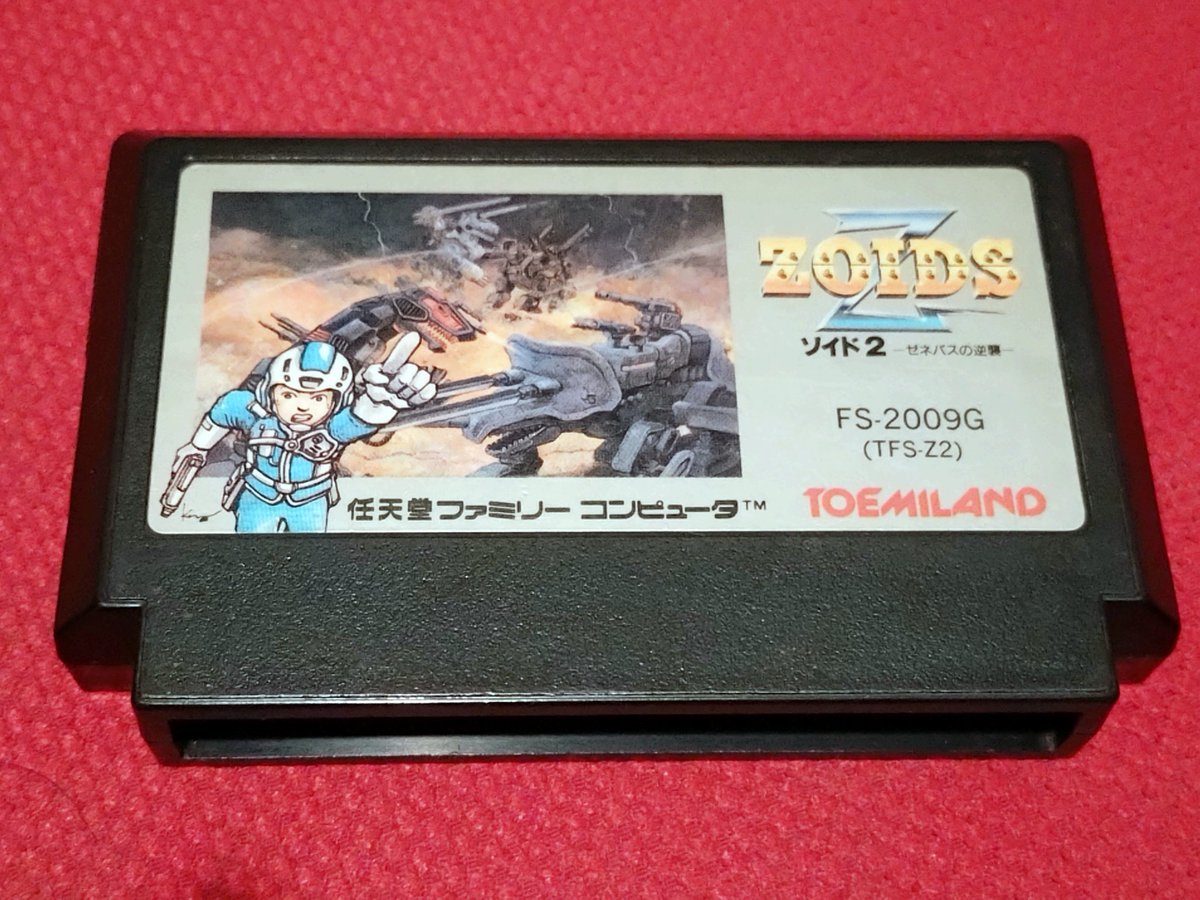 ZOIDS
ゾイド2 ―ゼネバスの逆襲―
FS-2009G
(TFS-Z2)
任天堂ファミリー コンピュータ™
TOEMILAND